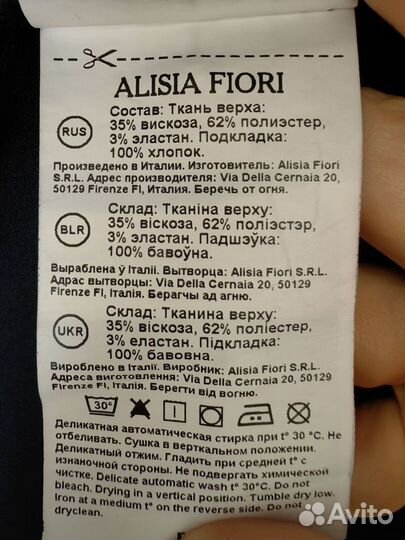 ALISIA FIORI
RUS
Состав: Ткань верха:
35% вискоза, 62% полиэстер,
3% эластан. Подкладка:
100% хлопок.
Произведено в Италии. Изготовитель: Alisia Fiori
S.R.L. Адрес производителя: Via Della Cernaia 20,
50129 Firenze FI, Италия. Беречь от огня.
BLR
Склад: Тканіна верху:
35% віскоза, 62% поліэстэр,
3% эластан. Падшэўка:
100% бавоўна.
Выраблена ў Італіі. Вытворца: Alisia Fiori S.R.L.
Адрас вытворцы: Via Della Cernaia 20, 50129
Firenze FI, Італія. Берагчы ад агню.
UKR
Склад: Тканина верху:
35% віскоза, 62% поліестер,
3% еластан. Підкладка:
100% бавовна.
Вироблено в Італії. Виробник: Alisia Fiori S.R.L.
Адреса виготовлення: Via Della Cernaia 20, 50129
Firenze FI, Італія. Берегти від вогню.
30°
Деликатная автоматическая стирка при t° 30 °C. Не
отбеливать. Сушка в вертикальном положении.
Деликатный отжим. Гладить при средней t° с
изнаночной стороны. Не подвергать химической
чистке. Delicate automatic wash t° 30°C. Do not
bleach. Drying in a vertical position. Tumble dry low.
Iron at a medium t° on the reverse side. Do not
dryclean.
Avito